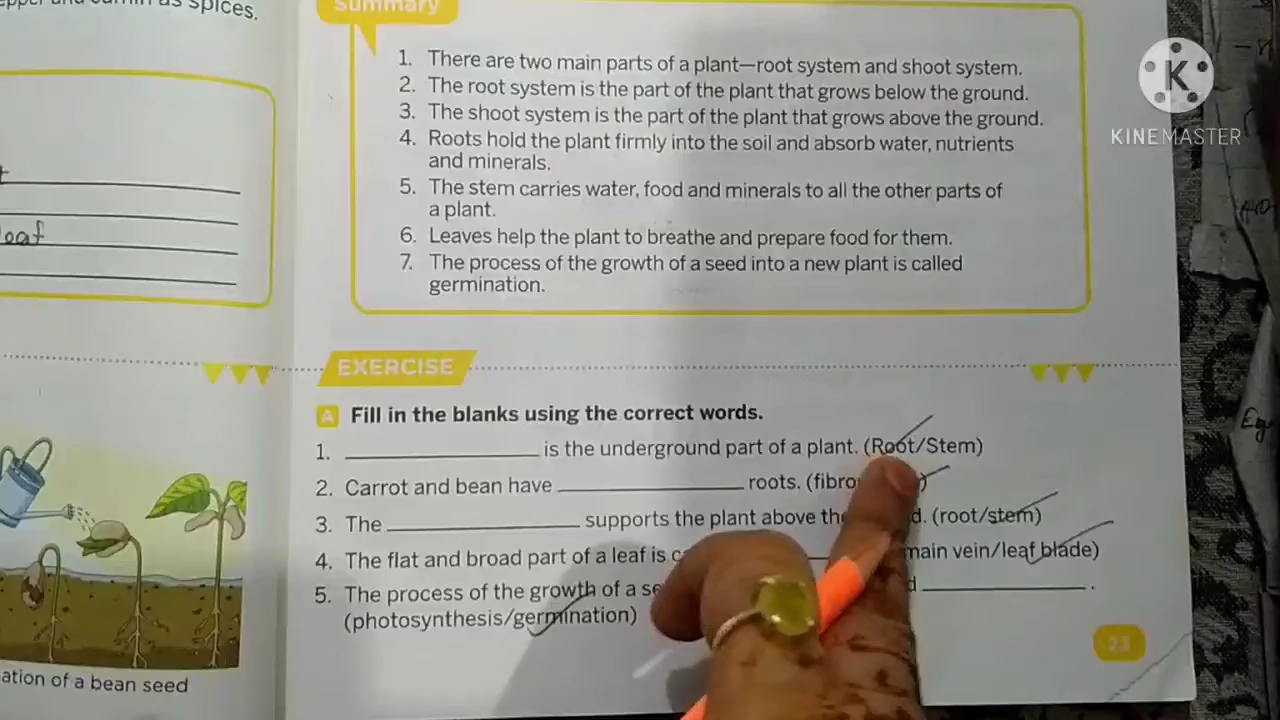 spices.
Summary
1. There are two main parts of a plant—root system and shoot system.
2. The root system is the part of the plant that grows below the ground.
3. The shoot system is the part of the plant that grows above the ground.
4. Roots hold the plant firmly into the soil and absorb water, nutrients
and minerals.
5. The stem carries water, food and minerals to all the other parts of
a plant.
6. Leaves help the plant to breathe and prepare food for them.
7. The process of the growth of a seed into a new plant is called
germination.
KINEMASTER
leaf
EXERCISE
A Fill in the blanks using the correct words.
1. ____________ is the underground part of a plant. (Root/Stem)
2. Carrot and bean have ____________ roots.
3. The ____________ supports the plant above (root/stem)
4. The flat and broad part of a leaf is main vein/leaf blade)
5. The process of the growth of a ____________ .
(photosynthesis/germination)
of a bean seed
23